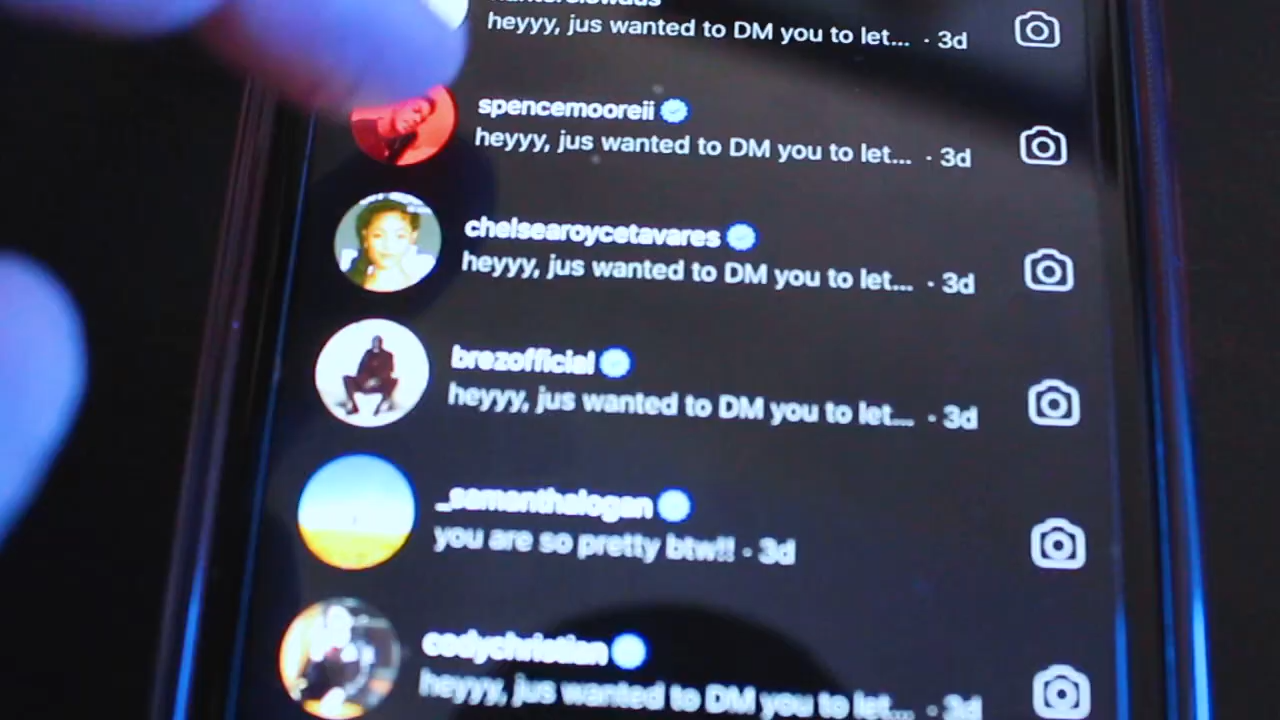 heyyy, jus wanted to DM you to let... · 3d
spencemooreii
heyyy, jus wanted to DM you to let... · 3d
chelsearoycetavares
heyyy, jus wanted to DM you to let... · 3d
brezofficial
heyyy, jus wanted to DM you to let... · 3d
_samanthalogan
you are so pretty btw!! · 3d
codychristian
heyyy, jus wanted to DM you to let... · 3d